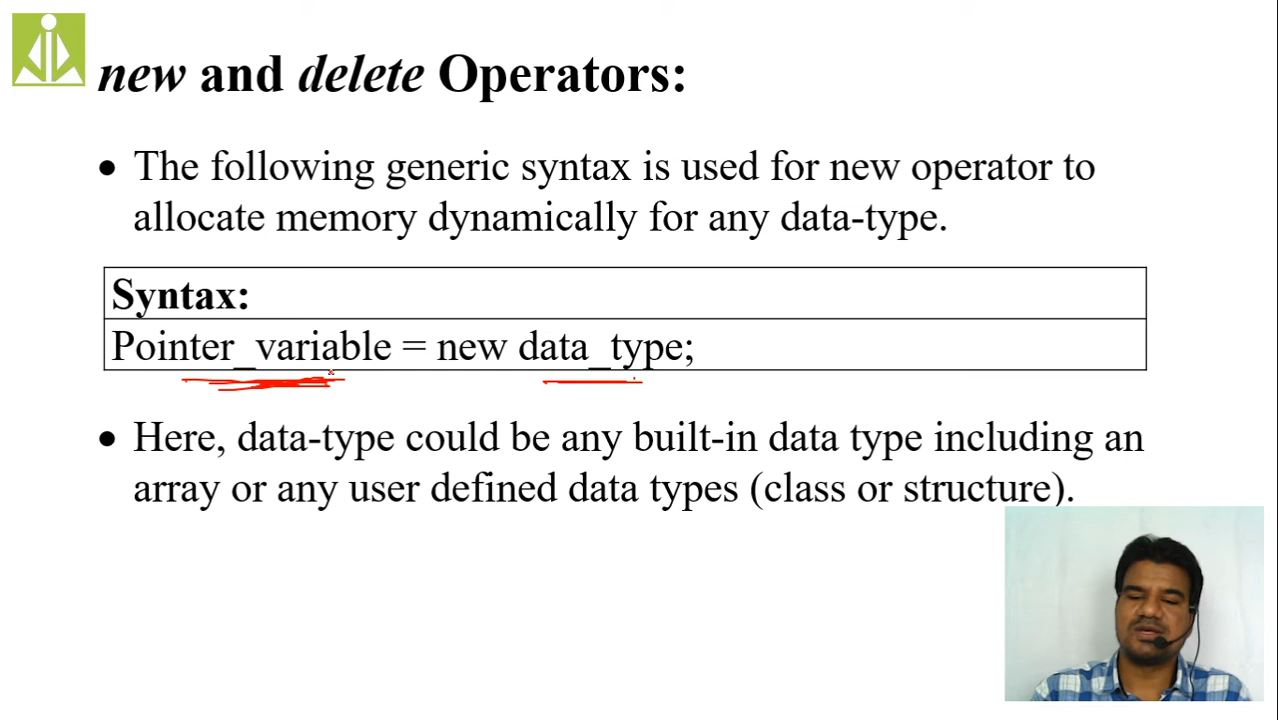 new and delete Operators:
• The following generic syntax is used for new operator to
allocate memory dynamically for any data-type.
Syntax:
Pointer_variable = new data_type;
• Here, data-type could be any built-in data type including an
array or any user defined data types (class or structure).